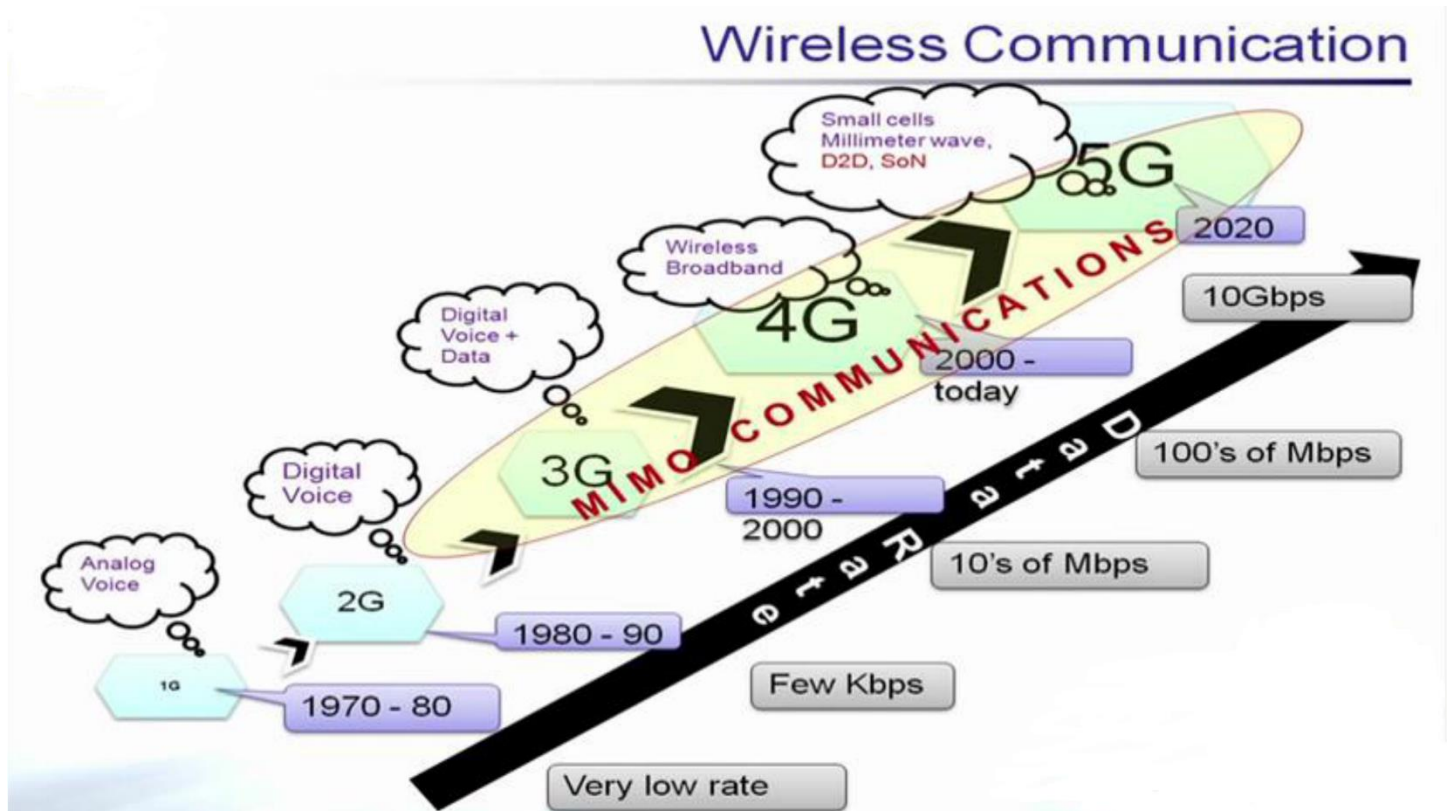 Wireless Communication
Small cells
Millimeter wave,
D2D, SoN
5G
2020
Wireless
Broadband
10Gbps
4G
Digital
Voice +
Data
2000 -
today
MIMO COMMUNICATIONS
3G
100's of Mbps
Digital
Voice
1990 -
2000
Data Rate
10's of Mbps
Analog
Voice
2G
1980 - 90
Few Kbps
1G
1970 - 80
Very low rate